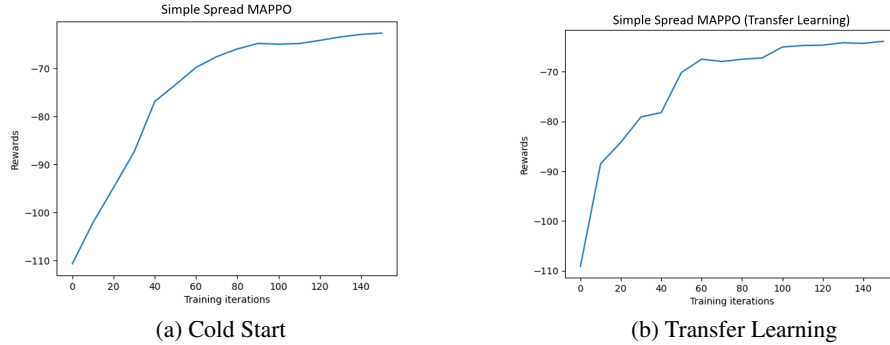 Simple Spread MAPPO
Rewards
−70
−80
−90
−100
−110
0 20 40 60 80 100 120 140
Training iterations
(a) Cold Start
Simple Spread MAPPO (Transfer Learning)
Rewards
−70
−80
−90
−100
−110
0 20 40 60 80 100 120 140
Training iterations
(b) Transfer Learning